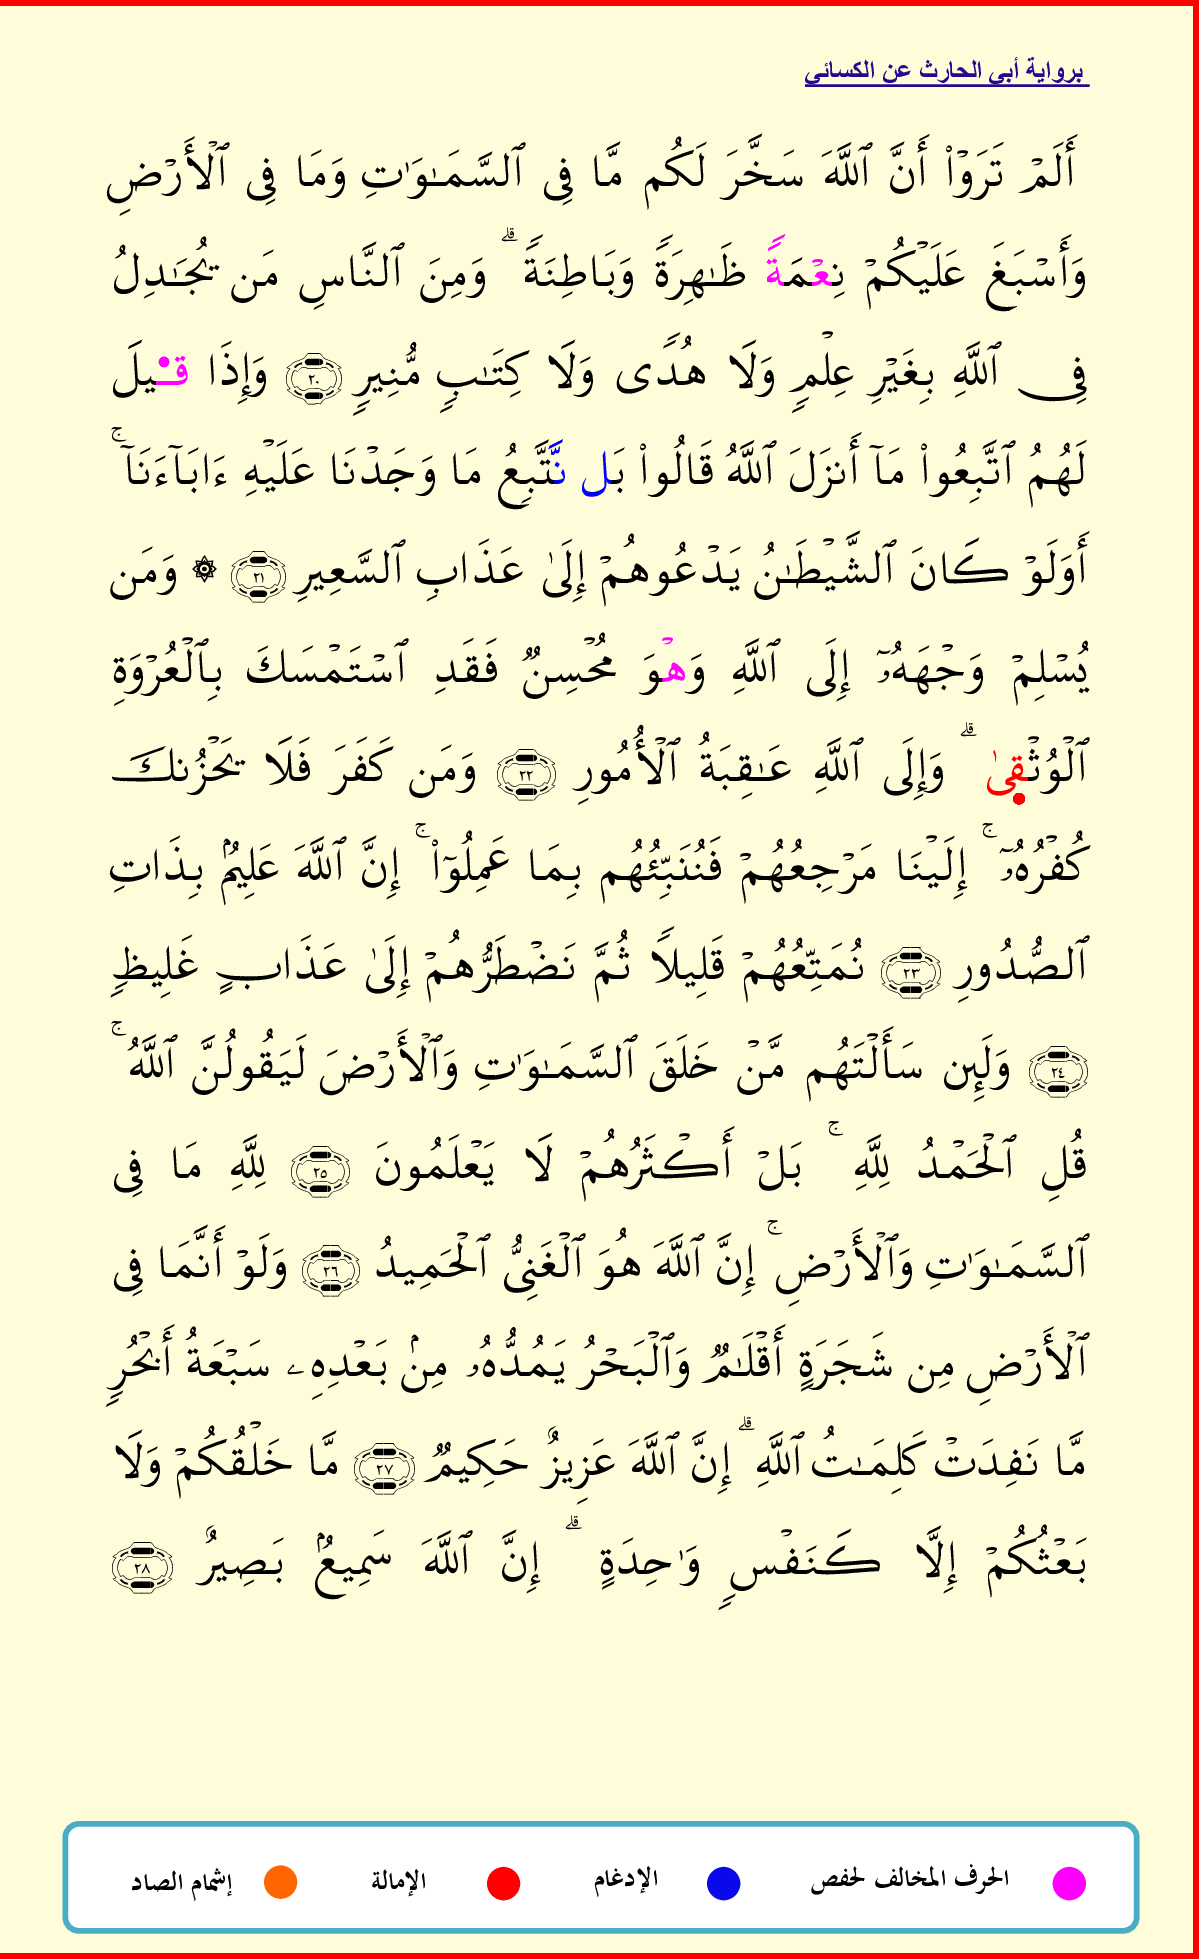 برواية أبي الحارث عن الكسائي
أَلَمْ تَرَوْا۟ أَنَّ ٱللَّهَ سَخَّرَ لَكُم مَّا فِى ٱلسَّمَـٰوَٰتِ وَمَا فِى ٱلْأَرْضِ
وَأَسْبَغَ عَلَيْكُمْ نِعْمَةً ظَـٰهِرَةً وَبَاطِنَةً ۗ وَمِنَ ٱلنَّاسِ مَن يُجَـٰدِلُ
فِى ٱللَّهِ بِغَيْرِ عِلْمٍ وَلَا هُدًى وَلَا كِتَـٰبٍ مُّنِيرٍ ٢٠ وَإِذَا قِيلَ
لَهُمُ ٱتَّبِعُوا۟ مَآ أَنزَلَ ٱللَّهُ قَالُوا۟ بَل نَّتَّبِعُ مَا وَجَدْنَا عَلَيْهِ ءَابَآءَنَآ ۚ
أَوَلَوْ كَانَ ٱلشَّيْطَـٰنُ يَدْعُوهُمْ إِلَىٰ عَذَابِ ٱلسَّعِيرِ ٢١ ۞ وَمَن
يُسْلِمْ وَجْهَهُۥٓ إِلَى ٱللَّهِ وَهْوَ مُحْسِنٌ فَقَدِ ٱسْتَمْسَكَ بِٱلْعُرْوَةِ
ٱلْوُثْقىٰ ۗ وَإِلَى ٱللَّهِ عَـٰقِبَةُ ٱلْأُمُورِ ٢٢ وَمَن كَفَرَ فَلَا يَحْزُنكَ
كُفْرُهُۥٓ ۚ إِلَيْنَا مَرْجِعُهُمْ فَنُنَبِّئُهُم بِمَا عَمِلُوٓا۟ ۚ إِنَّ ٱللَّهَ عَلِيمٌۢ بِذَاتِ
ٱلصُّدُورِ ٢٣ نُمَتِّعُهُمْ قَلِيلًا ثُمَّ نَضْطَرُّهُمْ إِلَىٰ عَذَابٍ غَلِيظٍ
٢٤ وَلَئِن سَأَلْتَهُم مَّنْ خَلَقَ ٱلسَّمَـٰوَٰتِ وَٱلْأَرْضَ لَيَقُولُنَّ ٱللَّهُ ۚ
قُلِ ٱلْحَمْدُ لِلَّهِ ۚ بَلْ أَكْثَرُهُمْ لَا يَعْلَمُونَ ٢٥ لِلَّهِ مَا فِى
ٱلسَّمَـٰوَٰتِ وَٱلْأَرْضِ ۚ إِنَّ ٱللَّهَ هُوَ ٱلْغَنِىُّ ٱلْحَمِيدُ ٢٦ وَلَوْ أَنَّمَا فِى
ٱلْأَرْضِ مِن شَجَرَةٍ أَقْلَـٰمٌ وَٱلْبَحْرُ يَمُدُّهُۥ مِنۢ بَعْدِهِۦ سَبْعَةُ أَبْحُرٍ
مَّا نَفِدَتْ كَلِمَـٰتُ ٱللَّهِ ۗ إِنَّ ٱللَّهَ عَزِيزٌ حَكِيمٌ ٢٧ مَّا خَلْقُكُمْ وَلَا
بَعْثُكُمْ إِلَّا كَنَفْسٍ وَٰحِدَةٍ ۗ إِنَّ ٱللَّهَ سَمِيعٌۢ بَصِيرٌ ٢٨
الحرف المخالف لحفص الإدغام الإمالة إشمام الصاد